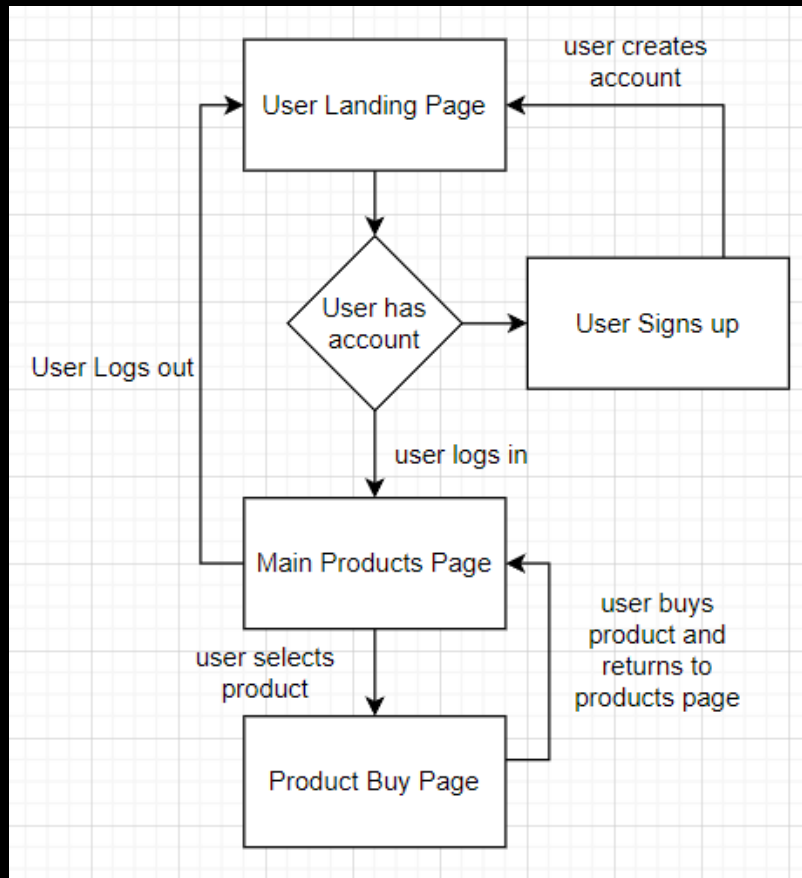 user creates
account
User Landing Page
User has
account
User Signs up
User Logs out
user logs in
Main Products Page
user buys
product and
returns to
products page
user selects
product
Product Buy Page